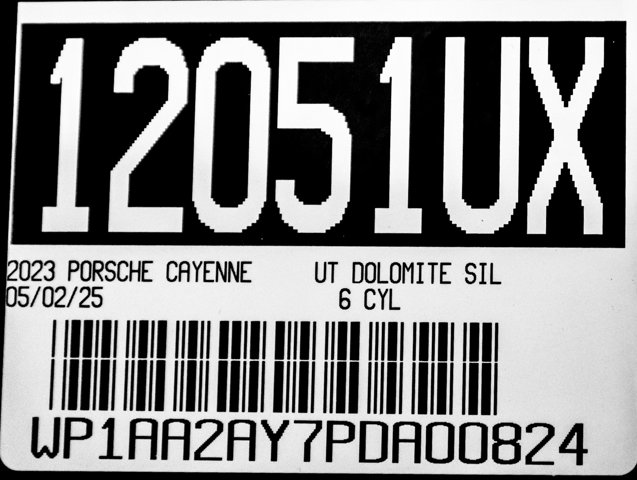 12051UX
2023 PORSCHE CAYENNE UT DOLOMITE SIL
05/02/25 6 CYL
WP1AA2AY7PDA00824